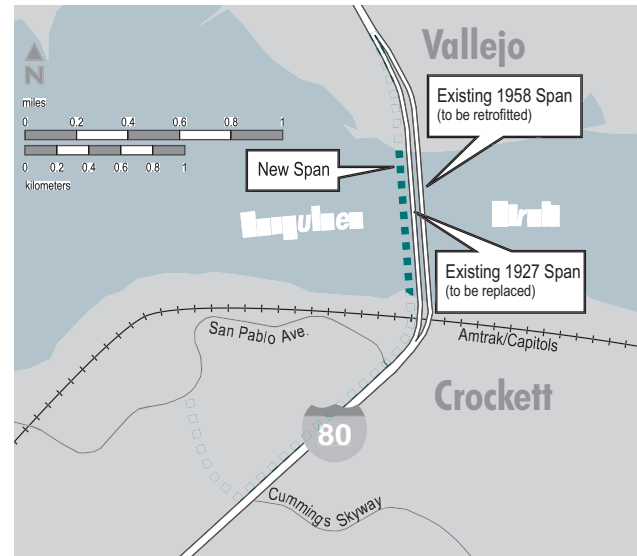 Vallejo
N
miles
0 0.2 0.4 0.6 0.8 1
0 0.2 0.4 0.6 0.8 1
kilometers
Existing 1958 Span
(to be retrofitted)
New Span
Existing 1927 Span
(to be replaced)
San Pablo Ave.
Amtrak/Capitols
Crockett
80
Cummings Skyway